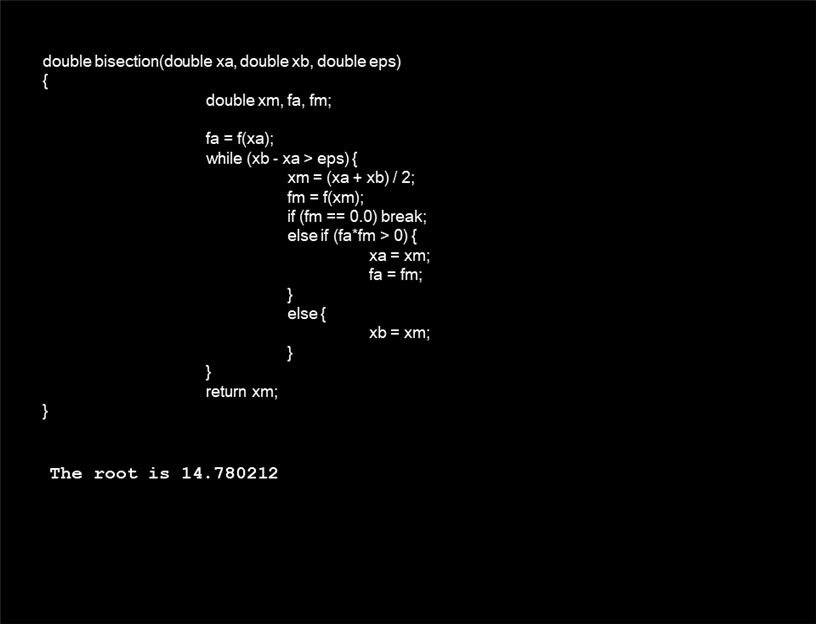 double bisection(double xa, double xb, double eps)
{
double xm, fa, fm;
fa = f(xa);
while (xb - xa > eps) {
xm = (xa + xb) / 2;
fm = f(xm);
if (fm == 0.0) break;
else if (fa*fm > 0) {
xa = xm;
fa = fm;
}
else {
xb = xm;
}
}
return xm;
}
The root is 14.780212